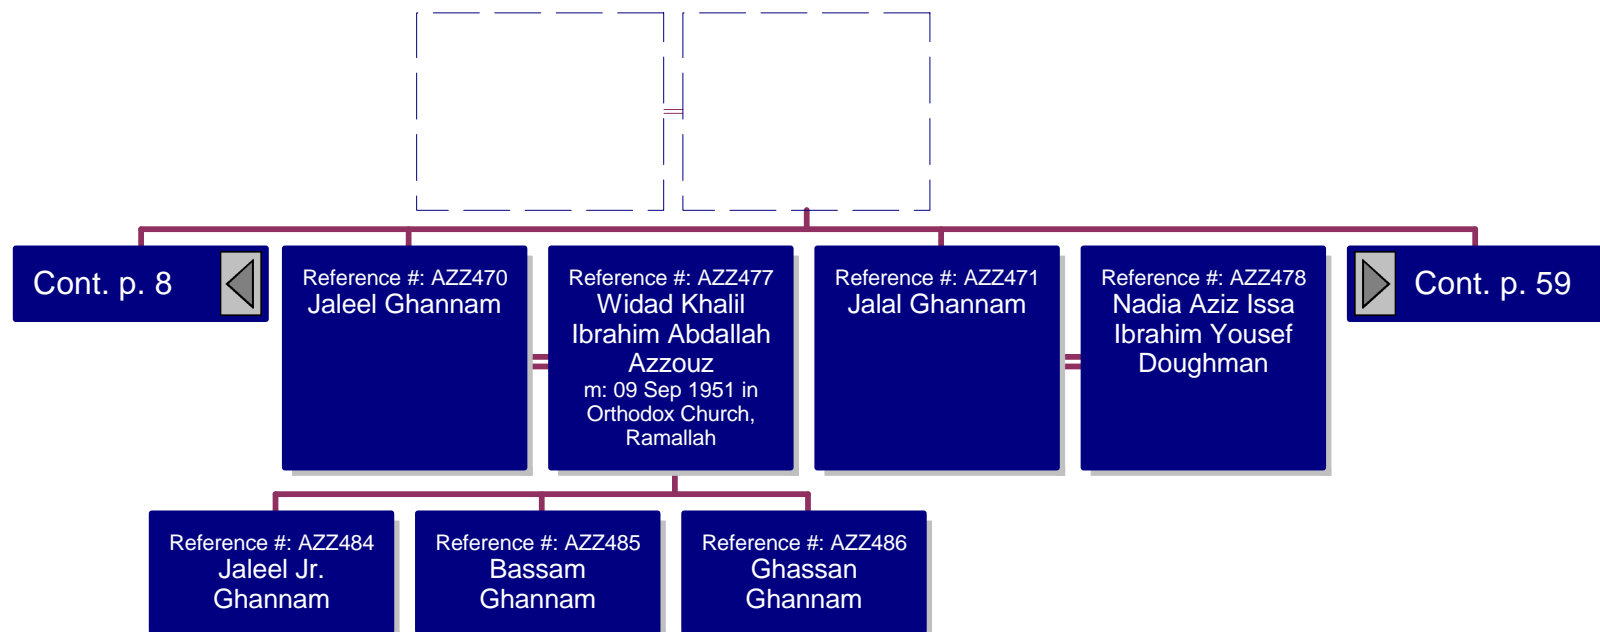 Cont. p. 8
Reference #: AZZ470
Jaleel Ghannam
Reference #: AZZ477
Widad Khalil
Ibrahim Abdallah
Azzouz
m: 09 Sep 1951 in
Orthodox Church,
Ramallah
Reference #: AZZ471
Jalal Ghannam
Reference #: AZZ478
Nadia Aziz Issa
Ibrahim Yousef
Doughman
Cont. p. 59
Reference #: AZZ484
Jaleel Jr.
Ghannam
Reference #: AZZ485
Bassam
Ghannam
Reference #: AZZ486
Ghassan
Ghannam